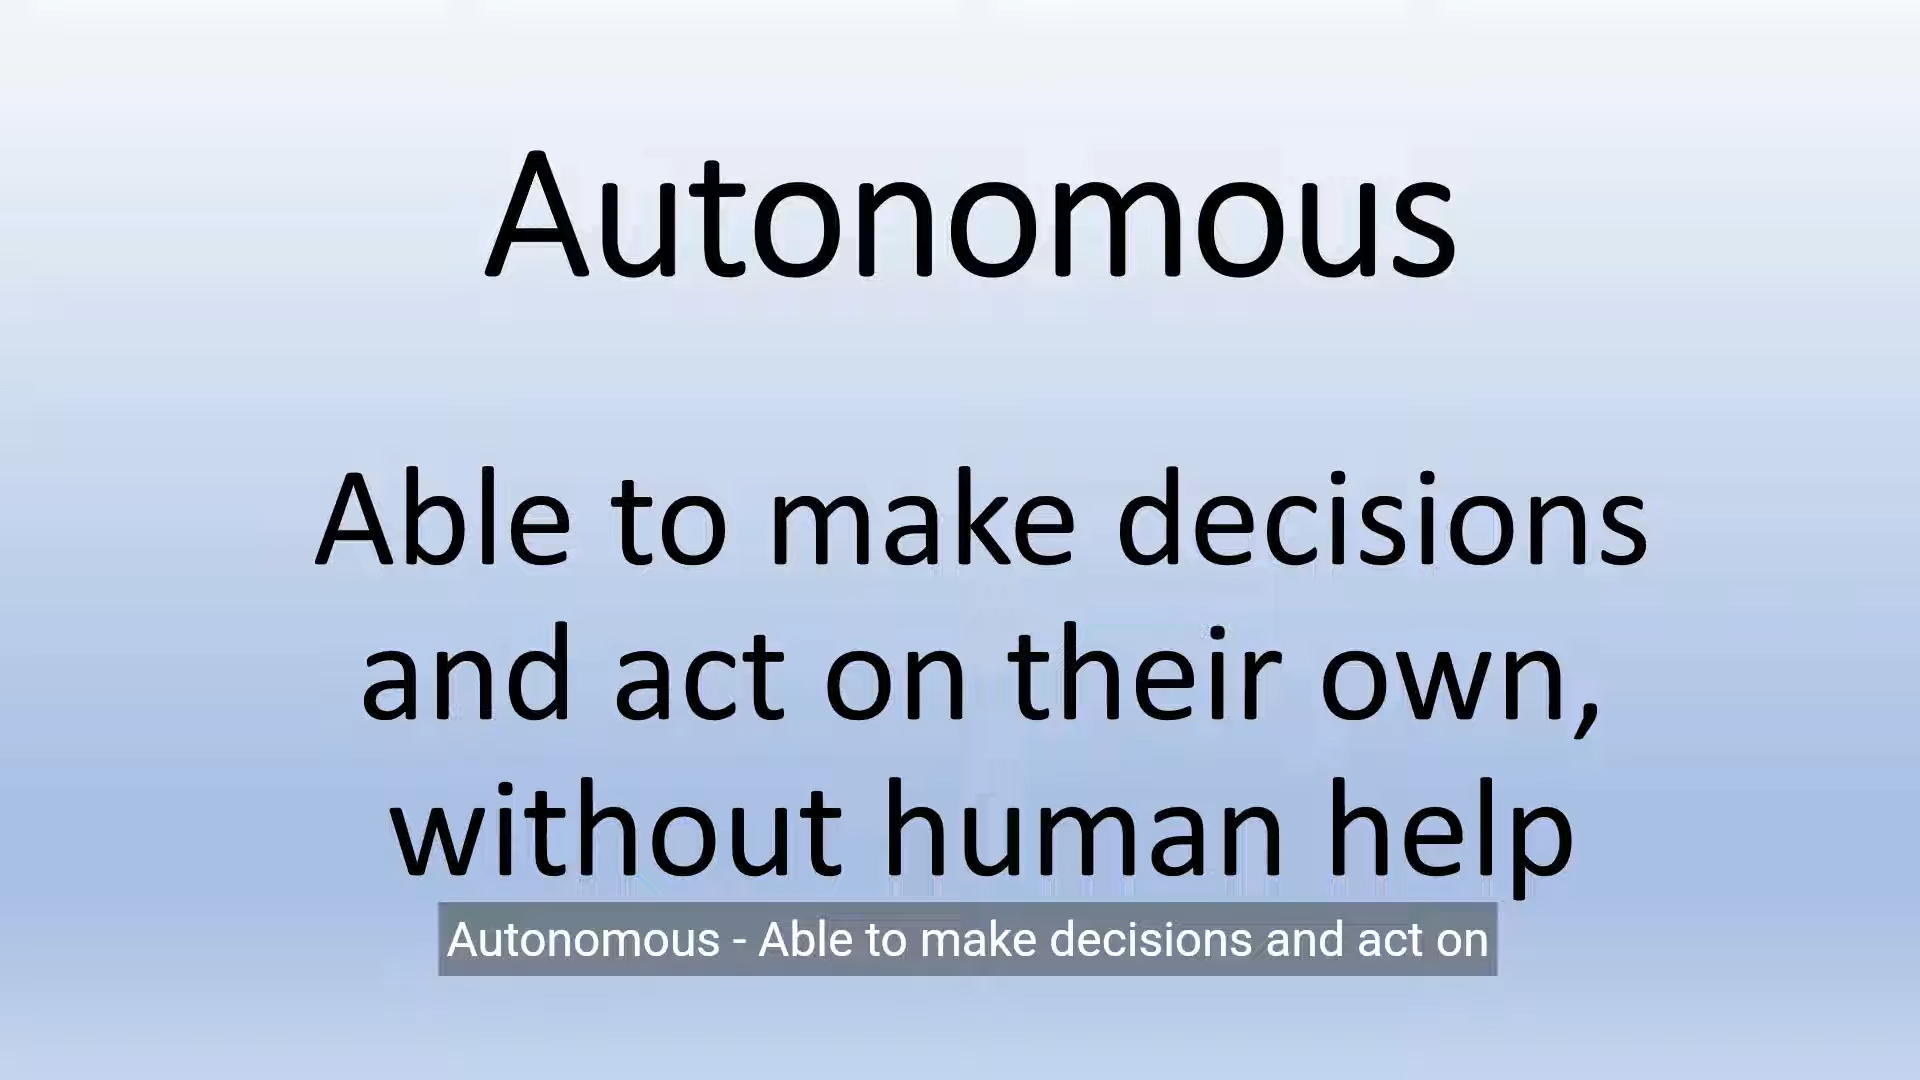 Autonomous
Able to make decisions
and act on their own,
without human help
Autonomous - Able to make decisions and act on